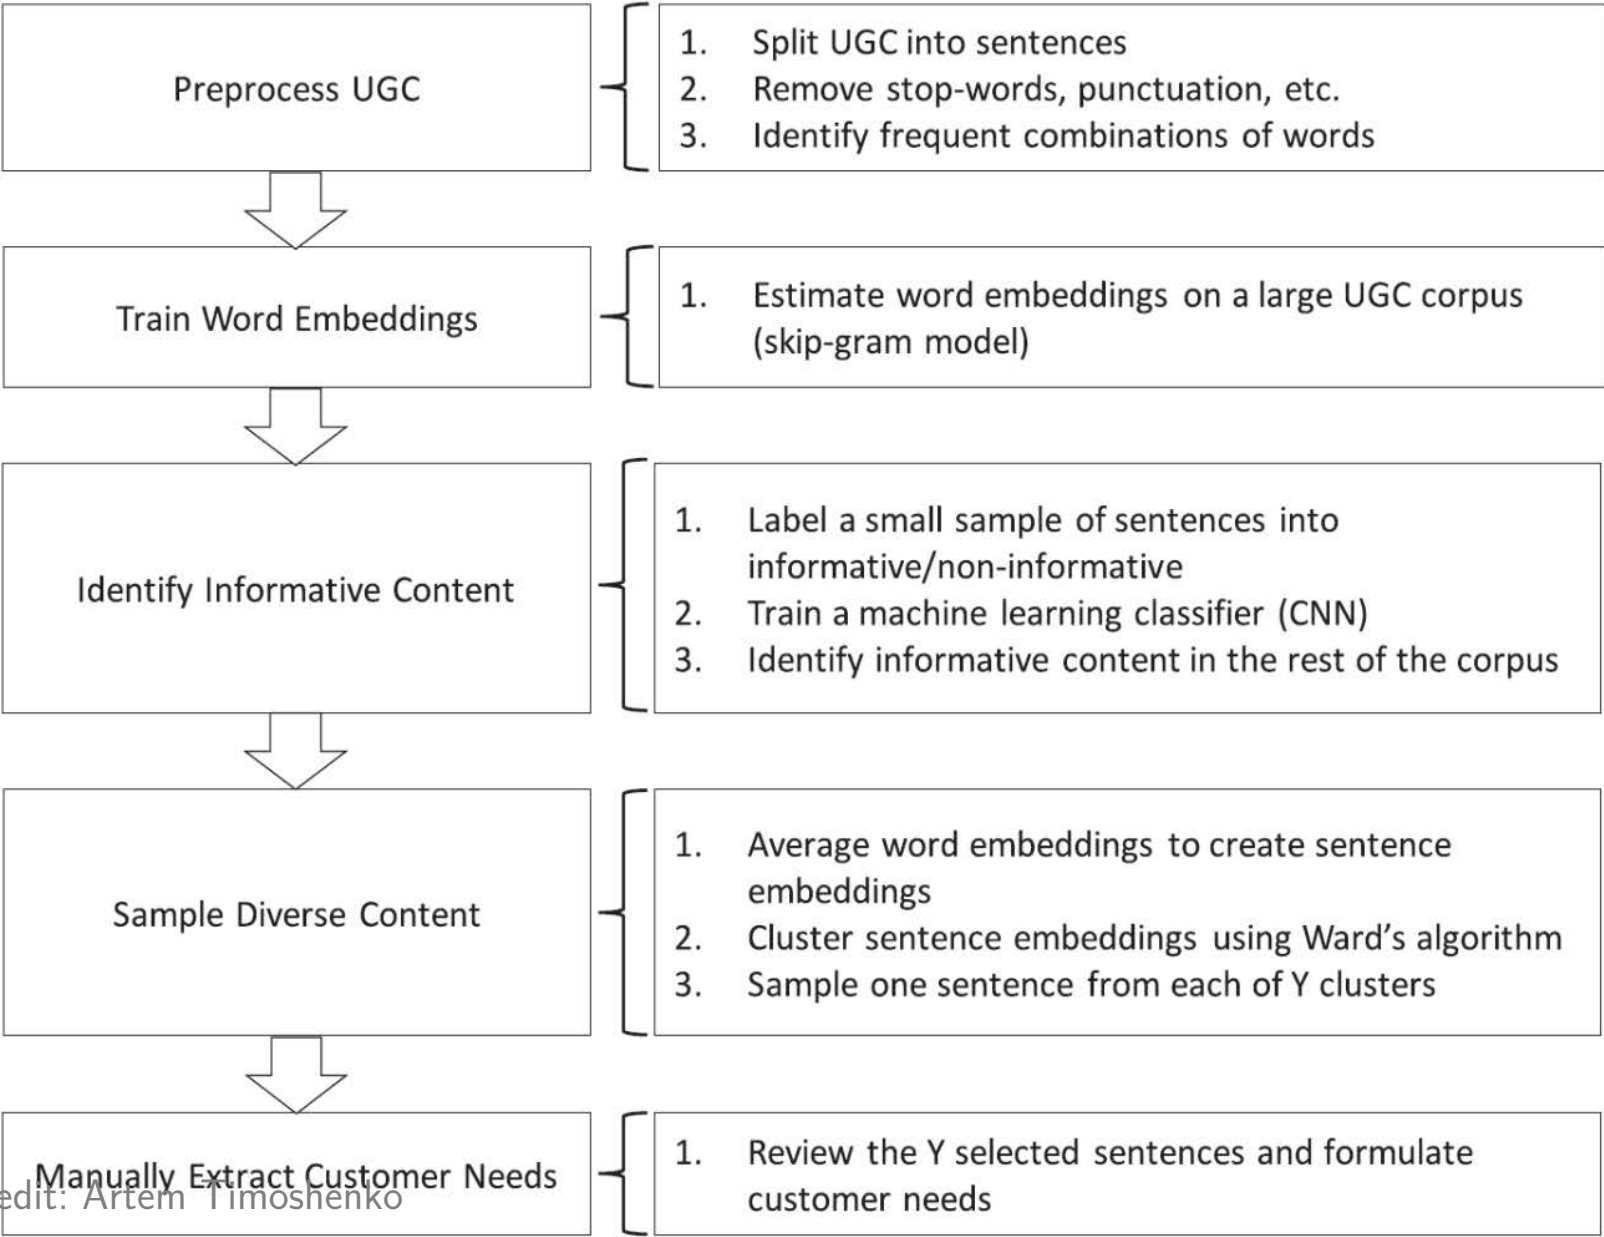 Preprocess UGC
1. Split UGC into sentences
2. Remove stop-words, punctuation, etc.
3. Identify frequent combinations of words
Train Word Embeddings
1. Estimate word embeddings on a large UGC corpus
(skip-gram model)
Identify Informative Content
1. Label a small sample of sentences into
informative/non-informative
2. Train a machine learning classifier (CNN)
3. Identify informative content in the rest of the corpus
Sample Diverse Content
1. Average word embeddings to create sentence
embeddings
2. Cluster sentence embeddings using Ward's algorithm
3. Sample one sentence from each of Y clusters
Manually Extract Customer Needs
1. Review the Y selected sentences and formulate
customer needs
edit: Artem Timoshenko